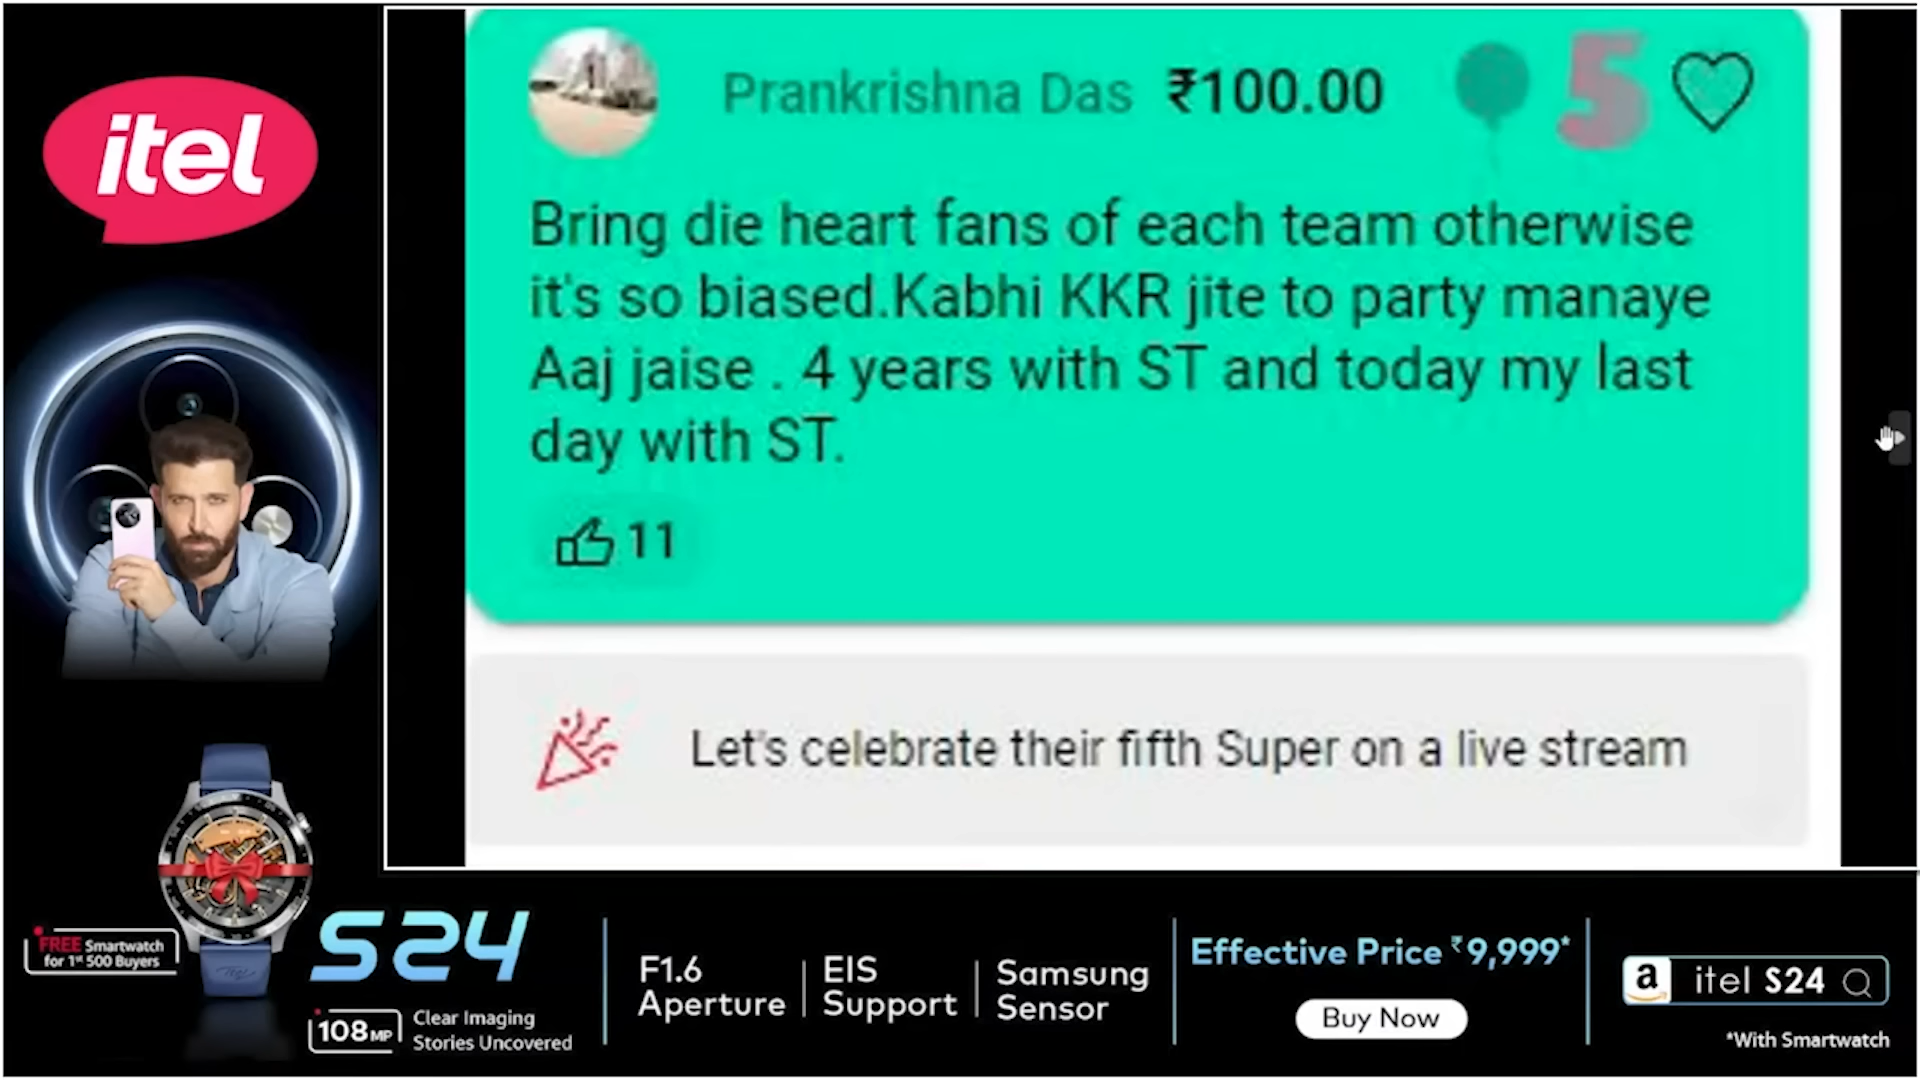 itel
Prankrishna Das ₹100.00 5
Bring die heart fans of each team otherwise
it's so biased.Kabhi KKR jite to party manaye
Aaj jaise . 4 years with ST and today my last
day with ST.
11
Let's celebrate their fifth Super on a live stream
FREE Smartwatch
for 1st 500 Buyers
S24
108MP
Clear Imaging
Stories Uncovered
F1.6
Aperture
EIS
Support
Samsung
Sensor
Effective Price ₹9,999*
Buy Now
a itel S24
*With Smartwatch